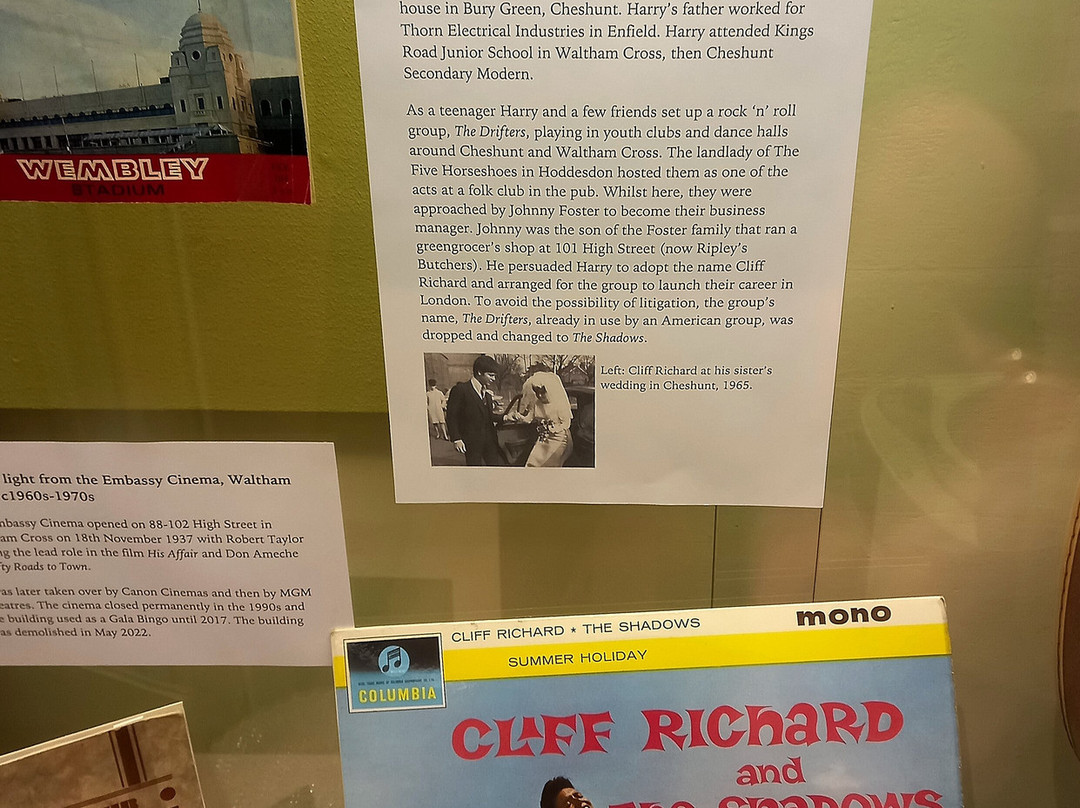 WEMBLEY
STADIUM
house in Bury Green, Cheshunt. Harry's father worked for
Thorn Electrical Industries in Enfield. Harry attended Kings
Road Junior School in Waltham Cross, then Cheshunt
Secondary Modern.
As a teenager Harry and a few friends set up a rock 'n' roll
group, The Drifters, playing in youth clubs and dance halls
around Cheshunt and Waltham Cross. The landlady of The
Five Horseshoes in Hoddesdon hosted them as one of the
acts at a folk club in the pub. Whilst here, they were
approached by Johnny Foster to become their business
manager. Johnny was the son of the Foster family that ran a
greengrocer's shop at 101 High Street (now Ripley's
Butchers). He persuaded Harry to adopt the name Cliff
Richard and arranged for the group to launch their career in
London. To avoid the possibility of litigation, the group's
name, The Drifters, already in use by an American group, was
dropped and changed to The Shadows.
Left: Cliff Richard at his sister's
wedding in Cheshunt, 1965.
light from the Embassy Cinema, Waltham
c1960s-1970s
mbassy Cinema opened on 88-102 High Street in
am Cross on 18th November 1937 with Robert Taylor
ng the lead role in the film His Affair and Don Ameche
fty Roads to Town.
as later taken over by Canon Cinemas and then by MGM
eatres. The cinema closed permanently in the 1990s and
e building used as a Gala Bingo until 2017. The building
as demolished in May 2022.
CLIFF RICHARD ★ THE SHADOWS
mono
SUMMER HOLIDAY
COLUMBIA
CLIFF RICHARD
and
THE SHADOWS